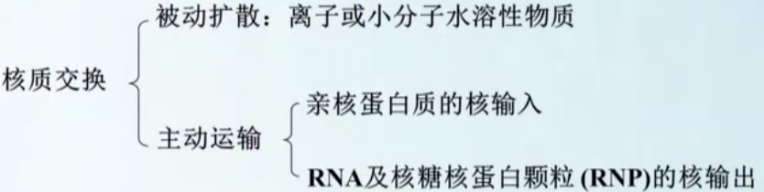 被动扩散：离子或小分子水溶性物质
核质交换
亲核蛋白质的核输入
主动运输
RNA及核糖核蛋白颗粒(RNP)的核输出